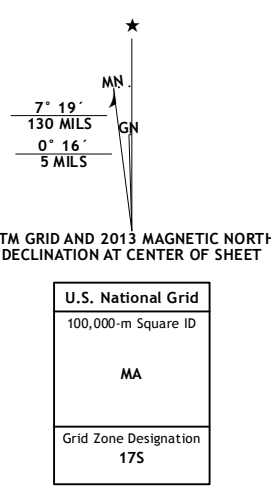 ★
MN
7° 19´
130 MILS
GN
0° 16´
5 MILS
TM GRID AND 2013 MAGNETIC NORTH
DECLINATION AT CENTER OF SHEET
U.S. National Grid
100,000-m Square ID
MA
Grid Zone Designation
17S